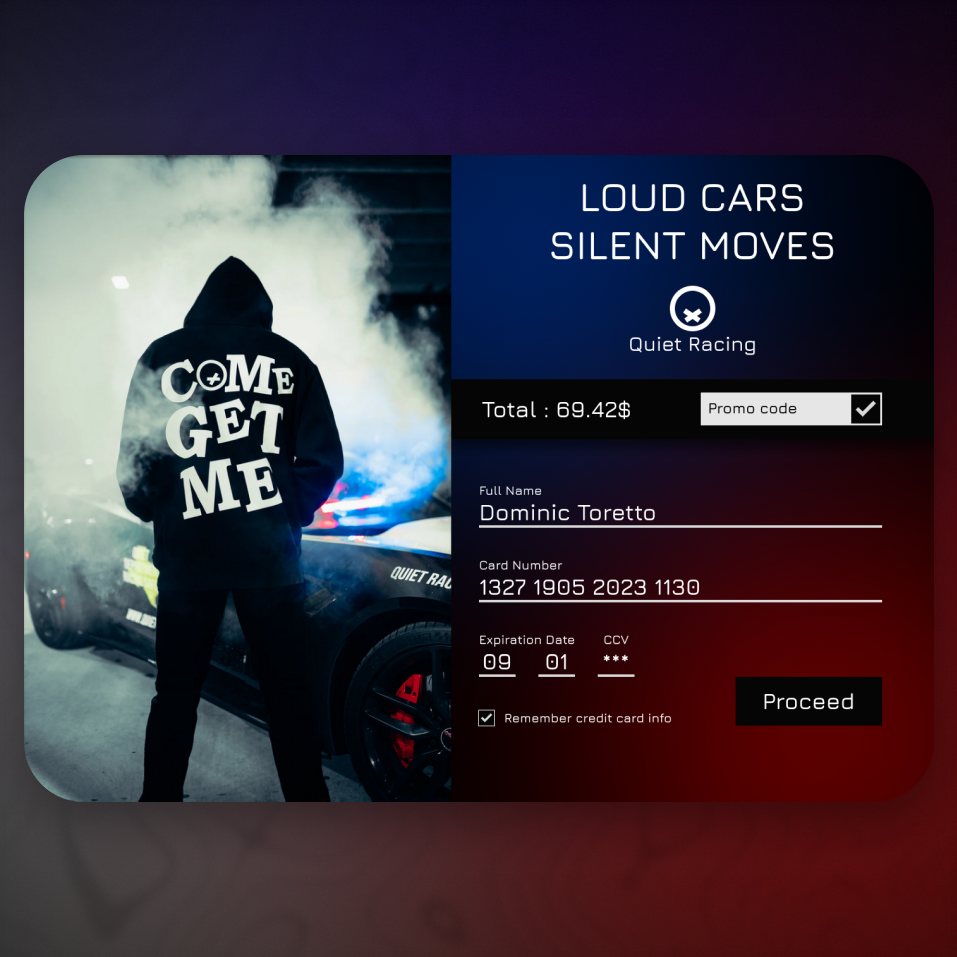 COME
GET
ME
QUIET RAC
LOUD CARS
SILENT MOVES
Quiet Racing
Total : 69.42$
Promo code
Full Name
Dominic Toretto
Card Number
1327 1905 2023 1130
Expiration Date CCV
09 01 ***
Remember credit card info
Proceed